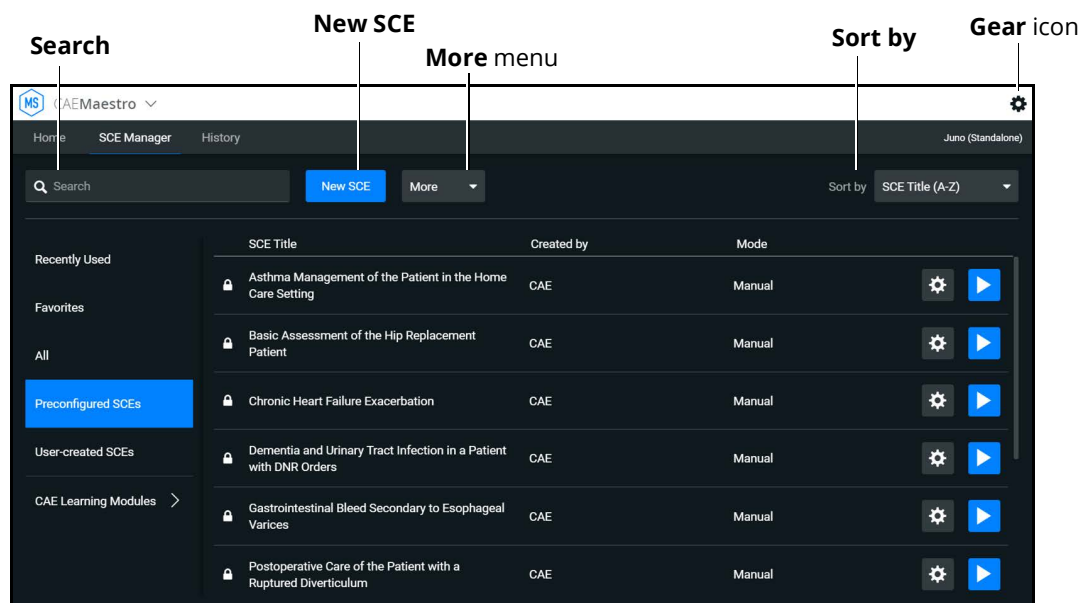 New SCE
Gear icon
Search
Sort by
More menu
MS CAEMaestro
Home SCE Manager History Juno (Standalone)
Search New SCE More Sort by SCE Title (A-Z)
SCE Title Created by Mode
Recently Used
Asthma Management of the Patient in the Home
Care Setting
CAE Manual
Favorites
Basic Assessment of the Hip Replacement
Patient
CAE Manual
All
Preconfigured SCEs
Chronic Heart Failure Exacerbation CAE Manual
User-created SCEs
Dementia and Urinary Tract Infection in a Patient
with DNR Orders
CAE Manual
CAE Learning Modules
Gastrointestinal Bleed Secondary to Esophageal
Varices
CAE Manual
Postoperative Care of the Patient with a
Ruptured Diverticulum
CAE Manual